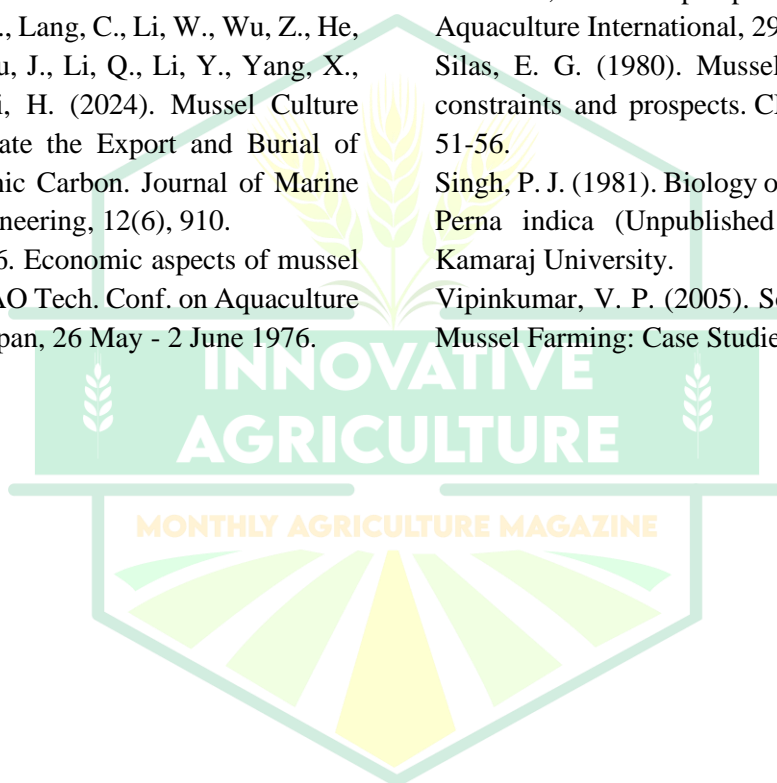 ., Lang, C., Li, W., Wu, Z., He,
J., Li, Q., Li, Y., Yang, X.,
H. (2024). Mussel Culture
ate the Export and Burial of
nic Carbon. Journal of Marine
neering, 12(6), 910.
6. Economic aspects of mussel
AO Tech. Conf. on Aquaculture
pan, 26 May - 2 June 1976.
Aquaculture International, 29
Silas, E. G. (1980). Mussel
constraints and prospects.
51-56.
Singh, P. J. (1981). Biology o
Perna indica (Unpublished
Kamaraj University.
Vipinkumar, V. P. (2005).
Mussel Farming: Case Studie
INNOVATIVE
AGRICULTURE
MONTHLY AGRICULTURE MAGAZINE